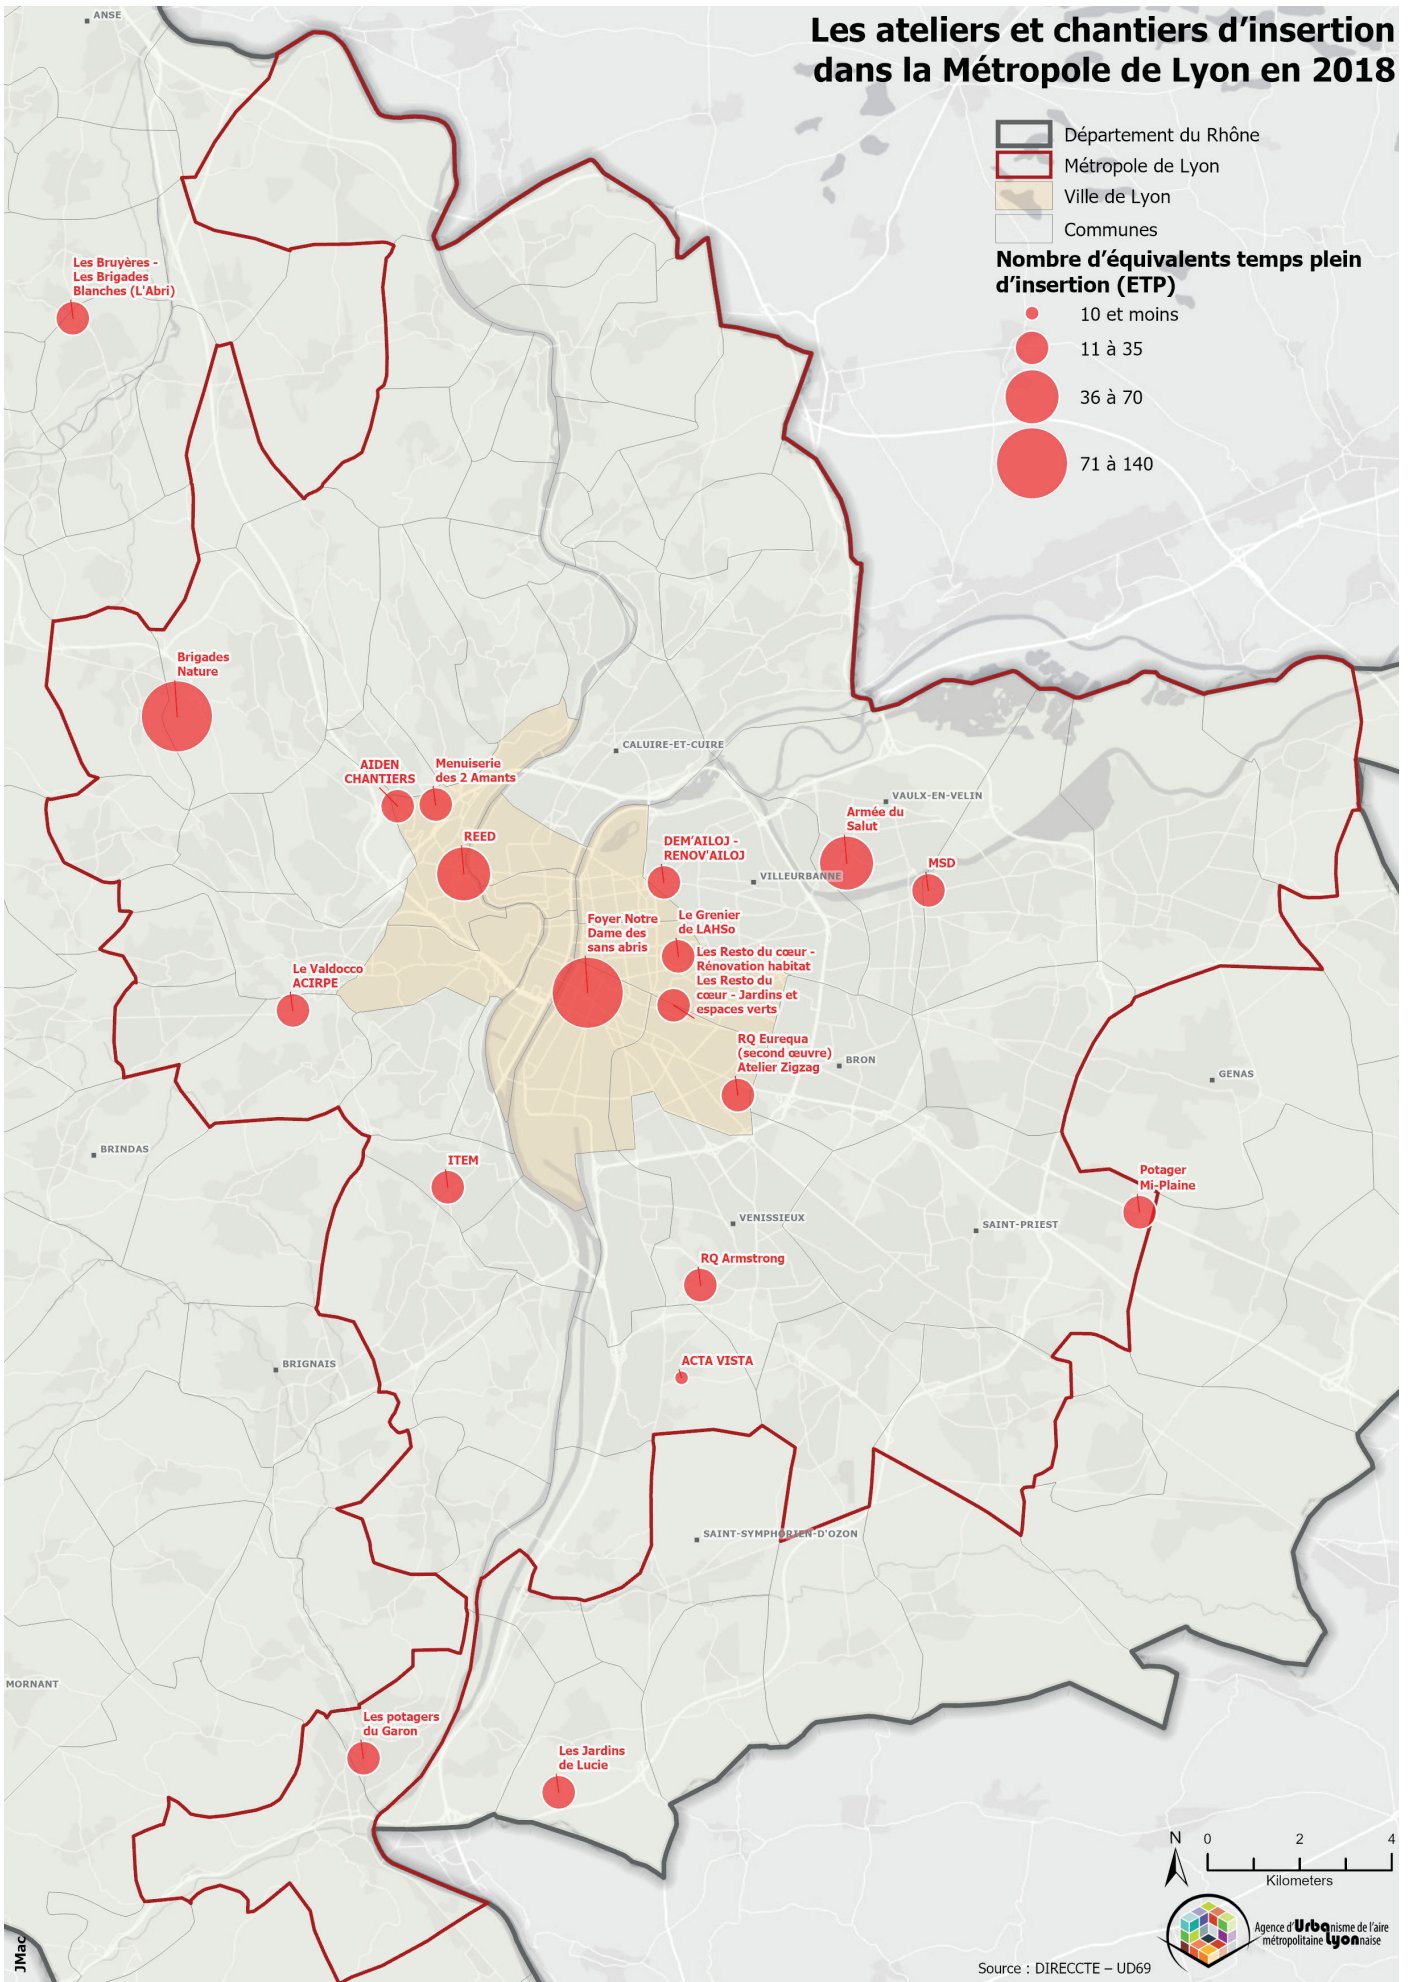 Les ateliers et chantiers d'insertion
dans la Métropole de Lyon en 2018
Département du Rhône
Métropole de Lyon
Ville de Lyon
Communes
Nombre d'équivalents temps plein
d'insertion (ETP)
10 et moins
11 à 35
36 à 70
71 à 140
ANSE
Les Bruyères -
Les Brigades
Blanches (L'Abri)
Brigades
Nature
CALUIRE-ET-CUIRE
AIDEN
CHANTIERS
Menuiserie
des 2 Amants
VAULX-EN-VELIN
Armée du
Salut
REED
DEM'AILOJ -
RENOV'AILOJ
VILLEURBANNE
MSD
Foyer Notre
Dame des
sans abris
Le Grenier
de LAHSo
Les Resto du cœur -
Rénovation habitat
Les Resto du
cœur - Jardins et
espaces verts
Le Valdocco
ACIRPE
RQ Eurequa
(second œuvre)
Atelier Zigzag
BRON
GENAS
BRINDAS
ITEM
Potager
Mi-Plaine
VENISSIEUX
SAINT-PRIEST
RQ Armstrong
BRIGNAIS
ACTA VISTA
SAINT-SYMPHORIEN-D'OZON
MORNANT
Les potagers
du Garon
Les Jardins
de Lucie
N
0 2 4
Kilometers
Agence d'Urbanisme de l'aire
métropolitaine Lyonnaise
Source : DIRECCTE – UD69
JMac